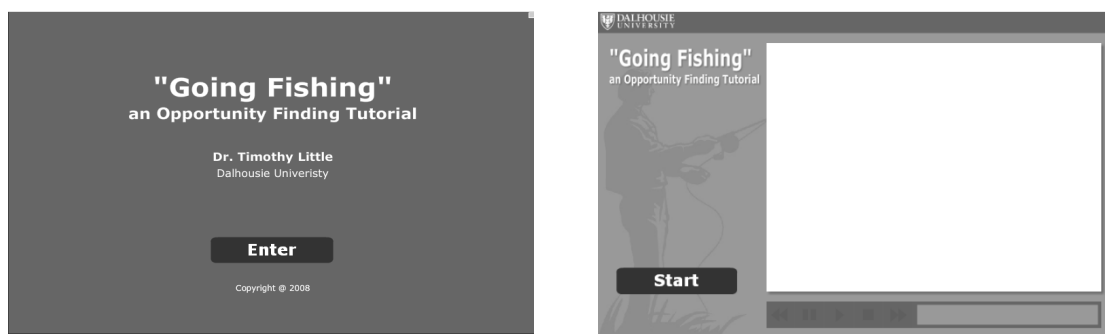 "Going Fishing"
an Opportunity Finding Tutorial
Dr. Timothy Little
Dalhousie Univeristy
Enter
Copyright @ 2008
DALHOUSIE
UNIVERSITY
"Going Fishing"
an Opportunity Finding Tutorial
Start